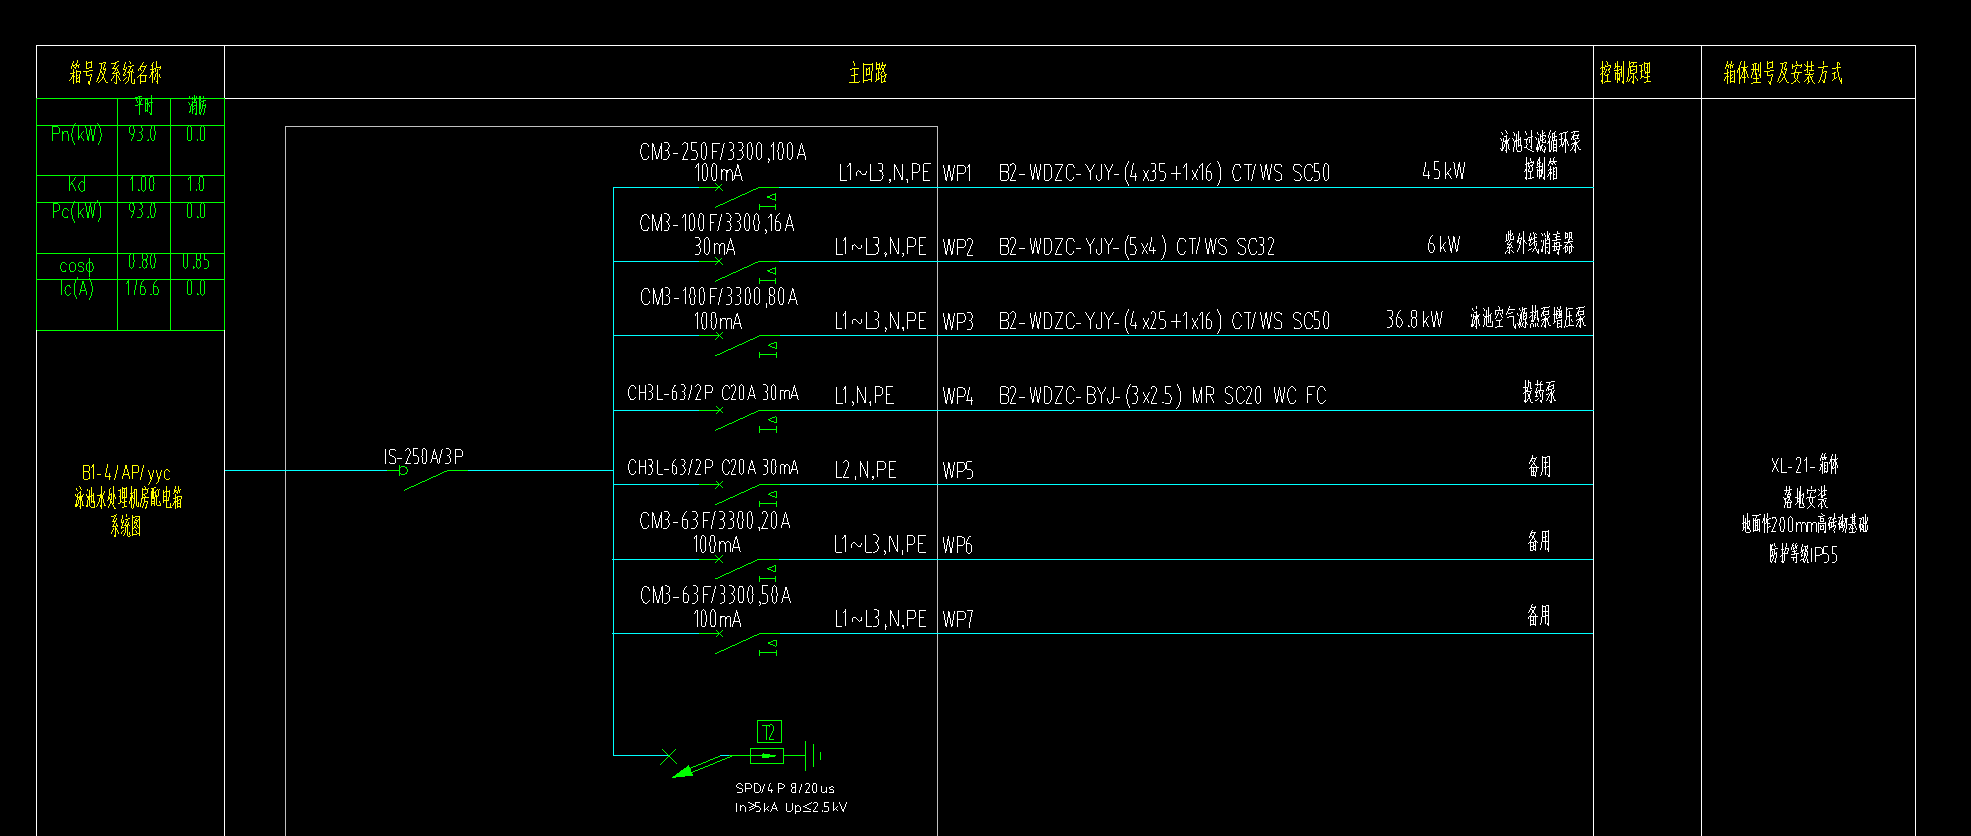 箱号及系统名称
主回路
控制原理
箱体型号及安装方式
平时 消防
Pn(kW) 93.0 0.0
Kd 1.00 1.0
Pc(kW) 93.0 0.0
cosϕ 0.80 0.85
Ic(A) 176.6 0.0
B1-4/AP/yyc
泳池水处理机房配电箱
系统图
IS-250A/3P
CM3-250F/3300,100A
100mA
L1~L3,N,PE WP1 B2-WDZC-YJY-(4x35+1x16) CT/WS SC50 45kW
泳池过滤循环泵
控制箱
CM3-100F/3300,16A
30mA
L1~L3,N,PE WP2 B2-WDZC-YJY-(5x4) CT/WS SC32 6kW 紫外线消毒器
CM3-100F/3300,80A
100mA
L1~L3,N,PE WP3 B2-WDZC-YJY-(4x25+1x16) CT/WS SC50 36.8kW 泳池空气源热泵增压泵
CH3L-63/2P C20A 30mA L1,N,PE WP4 B2-WDZC-BYJ-(3x2.5) MR SC20 WC FC 投药泵
CH3L-63/2P C20A 30mA L2,N,PE WP5 备用
CM3-63F/3300,20A
100mA
L1~L3,N,PE WP6 备用
CM3-63F/3300,50A
100mA
L1~L3,N,PE WP7 备用
T2
SPD/4P 8/20us
In≥5kA Up≤2.5kV
XL-21-箱体
落地安装
地面作200mm高砖砌基础
防护等级IP55